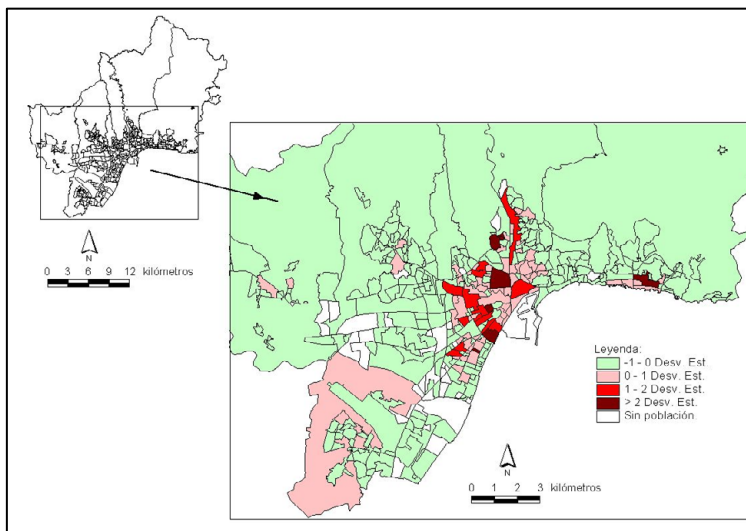 N
0 3 6 9 12 kilómetros
Leyenda:
-1 - 0 Desv. Est.
0 - 1 Desv. Est.
1 - 2 Desv. Est.
> 2 Desv. Est.
Sin población.
N
0 1 2 3 kilómetros